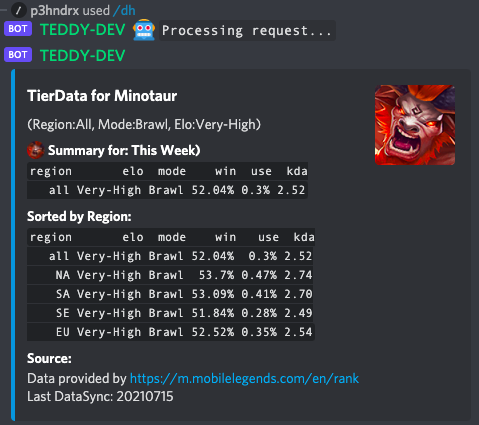 / p3hndrx used /dh
BOT TEDDY-DEV Processing request...
BOT TEDDY-DEV
TierData for Minotaur
(Region:All, Mode:Brawl, Elo:Very-High)
Summary for: This Week)
region elo mode win use kda
all Very-High Brawl 52.04% 0.3% 2.52
Sorted by Region:
region elo mode win use kda
all Very-High Brawl 52.04% 0.3% 2.52
NA Very-High Brawl 53.7% 0.47% 2.74
SA Very-High Brawl 53.09% 0.41% 2.70
SE Very-High Brawl 51.84% 0.28% 2.49
EU Very-High Brawl 52.52% 0.35% 2.54
Source:
Data provided by https://m.mobilelegends.com/en/rank
Last DataSync: 20210715